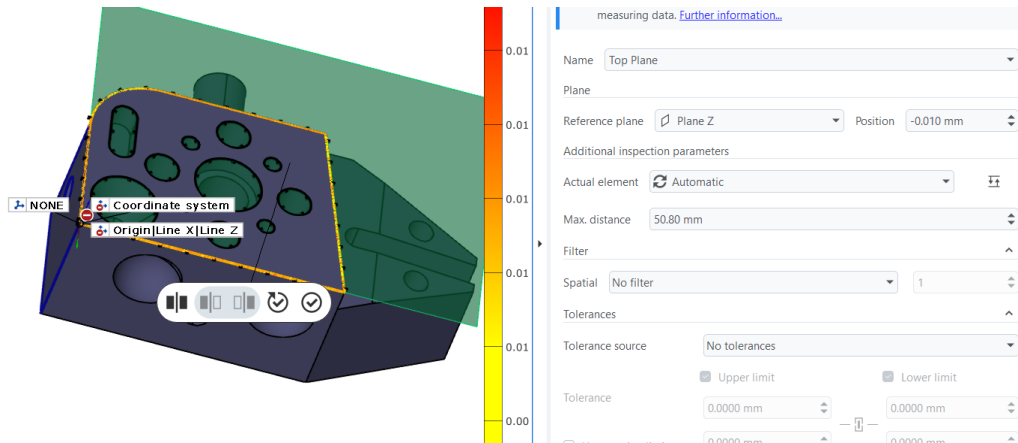 measuring data. Further information...
Name Top Plane
Plane
Reference plane Plane Z Position -0.010 mm
Additional inspection parameters
Actual element Automatic
Max. distance 50.80 mm
Filter
Spatial No filter 1
Tolerances
Tolerance source No tolerances
Upper limit Lower limit
Tolerance
0.0000 mm 0.0000 mm
0.0000 mm 0.0000 mm
NONE
Coordinate system
Origin|Line X|Line Z
0.01
0.01
0.01
0.01
0.01
0.00